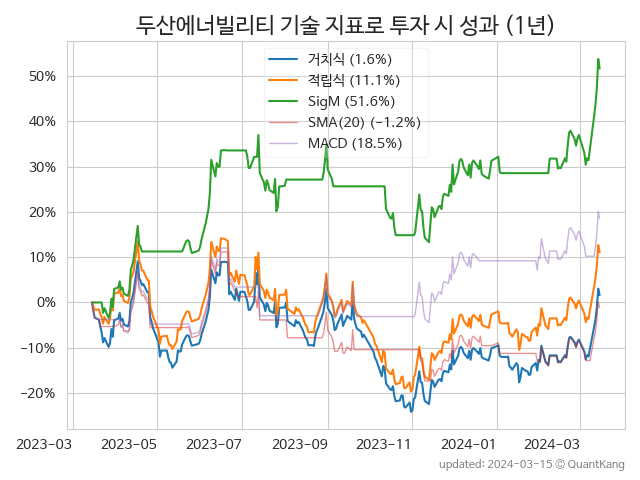 두산에너빌리티 기술 지표로 투자 시 성과 (1년)
거치식 (1.6%)
적립식 (11.1%)
SigM (51.6%)
SMA(20) (−1.2%)
MACD (18.5%)
50%
40%
30%
20%
10%
0%
−10%
−20%
2023−03 2023−05 2023−07 2023−09 2023−11 2024−01 2024−03
updated: 2024−03−15 ⓒ QuantKang